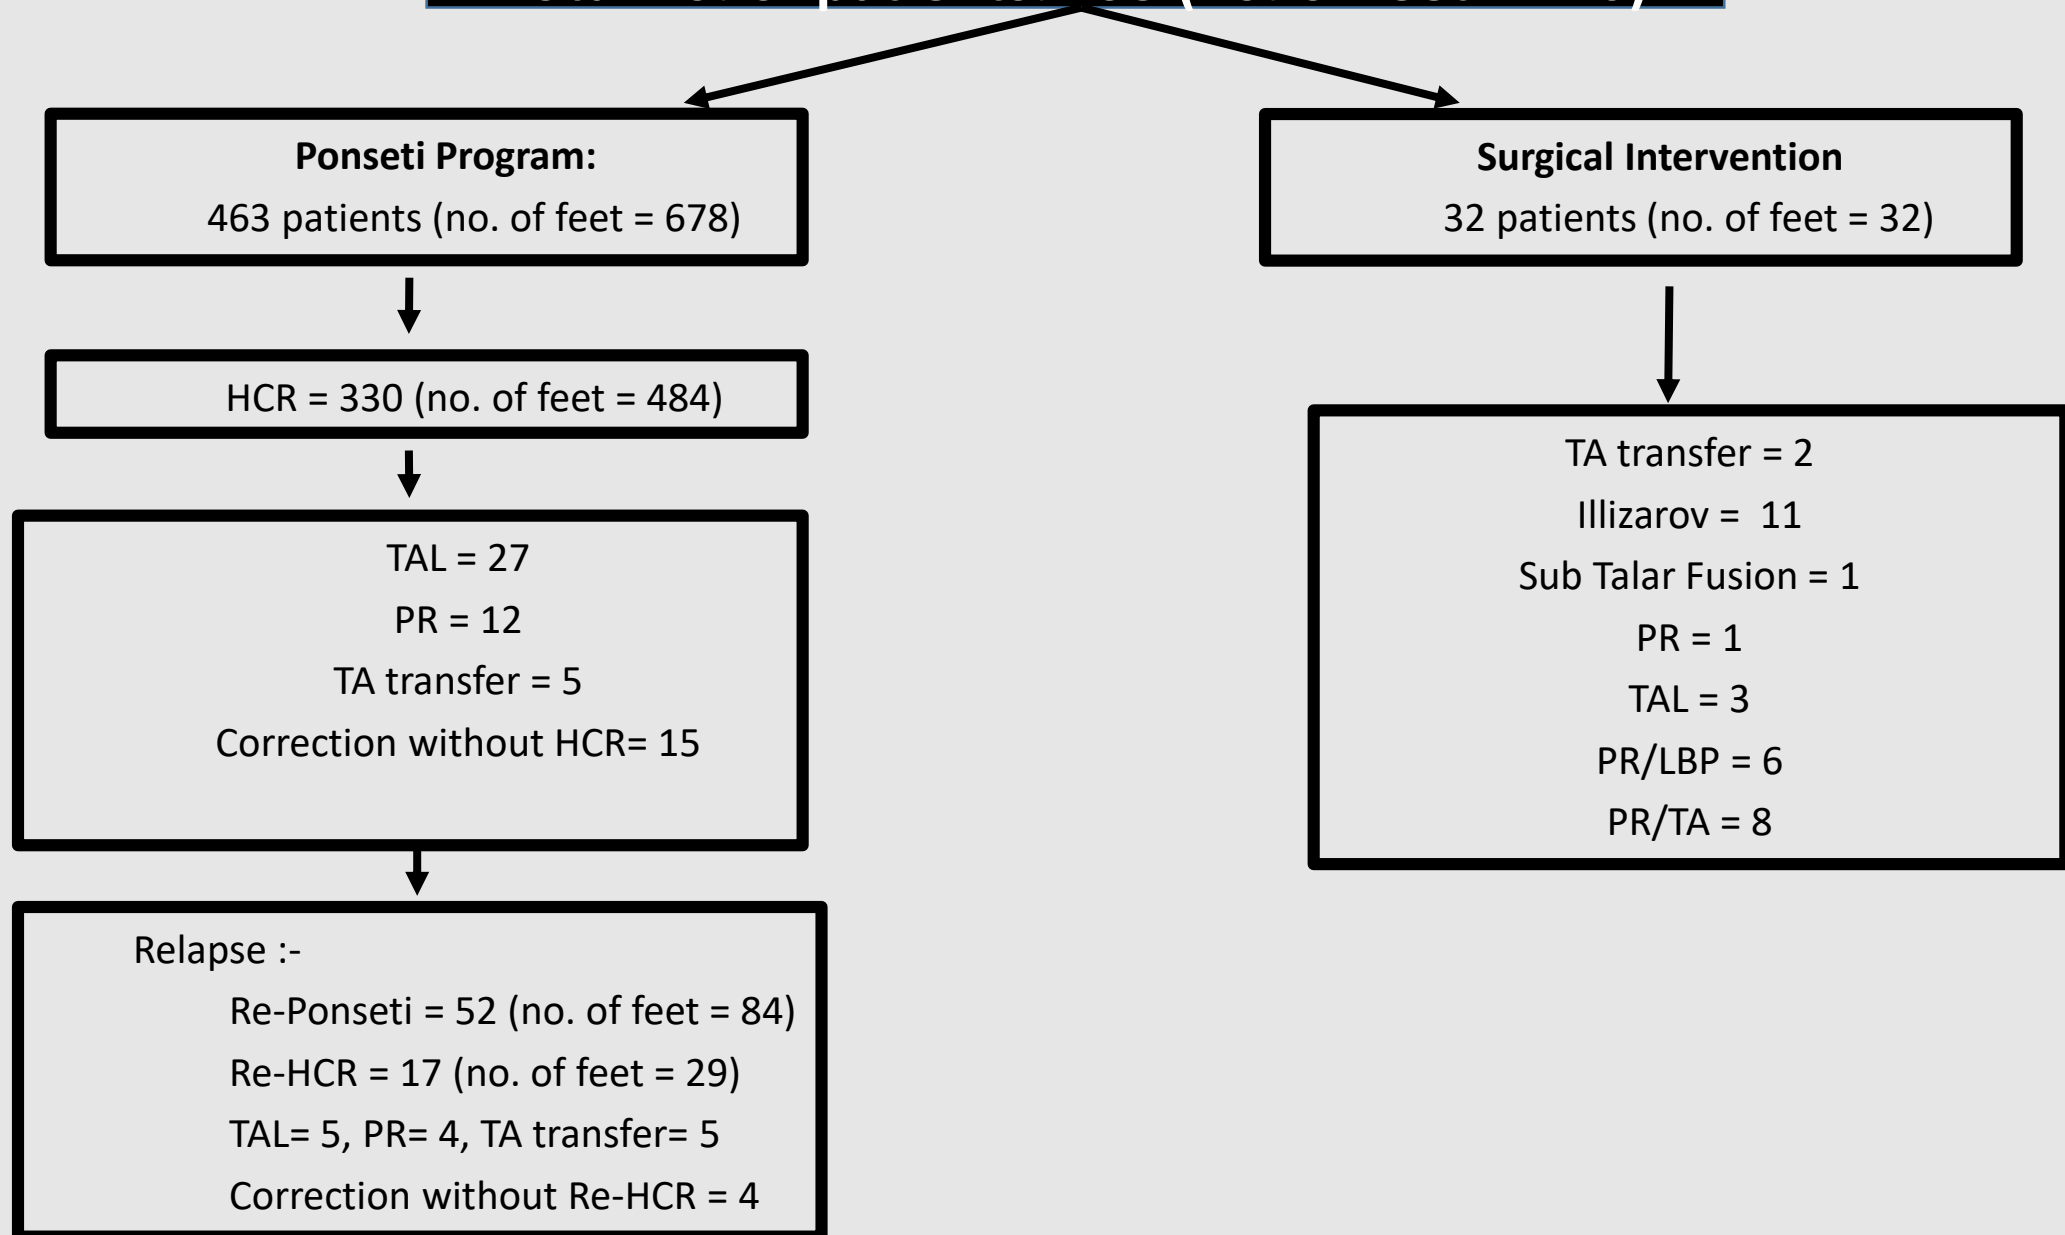 Ponseti Program:
463 patients (no. of feet = 678)
HCR = 330 (no. of feet = 484)
TAL = 27
PR = 12
TA transfer = 5
Correction without HCR= 15
Relapse :-
Re-Ponseti = 52 (no. of feet = 84)
Re-HCR = 17 (no. of feet = 29)
TAL= 5, PR= 4, TA transfer= 5
Correction without Re-HCR = 4
Surgical Intervention
32 patients (no. of feet = 32)
TA transfer = 2
Illizarov =  11
Sub Talar Fusion = 1
PR = 1
TAL = 3
PR/LBP = 6
PR/TA = 8